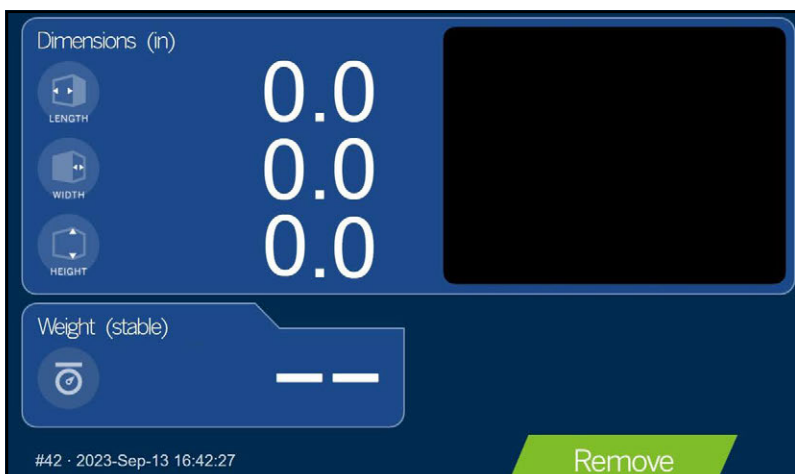 Dimensions (in)
LENGTH
0.0
WIDTH
0.0
HEIGHT
0.0
Weight (stable)
--
#42 · 2023-Sep-13 16:42:27
Remove